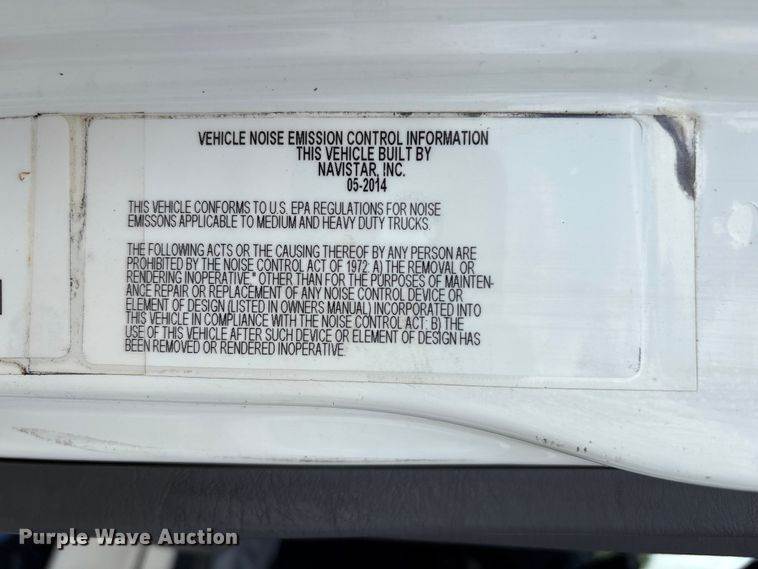 VEHICLE NOISE EMISSION CONTROL INFORMATION
THIS VEHICLE BUILT BY
NAVISTAR, INC.
05-2014
THIS VEHICLE CONFORMS TO U.S. EPA REGULATIONS FOR NOISE
EMISSONS APPLICABLE TO MEDIUM AND HEAVY DUTY TRUCKS.
THE FOLLOWING ACTS OR THE CAUSING THEREOF BY ANY PERSON ARE
PROHIBITED BY THE NOISE CONTROL ACT OF 1972: A) THE REMOVAL OR
RENDERING INOPERATIVE," OTHER THAN FOR THE PURPOSES OF MAINTEN-
ANCE REPAIR OR REPLACEMENT OF ANY NOISE CONTROL DEVICE OR
ELEMENT OF DESIGN (LISTED IN OWNERS MANUAL) INCORPORATED INTO
THIS VEHICLE IN COMPLIANCE WITH THE NOISE CONTROL ACT. B) THE
USE OF THIS VEHICLE AFTER SUCH DEVICE OR ELEMENT OF DESIGN HAS
BEEN REMOVED OR RENDERED INOPERATIVE.
Purple Wave Auction